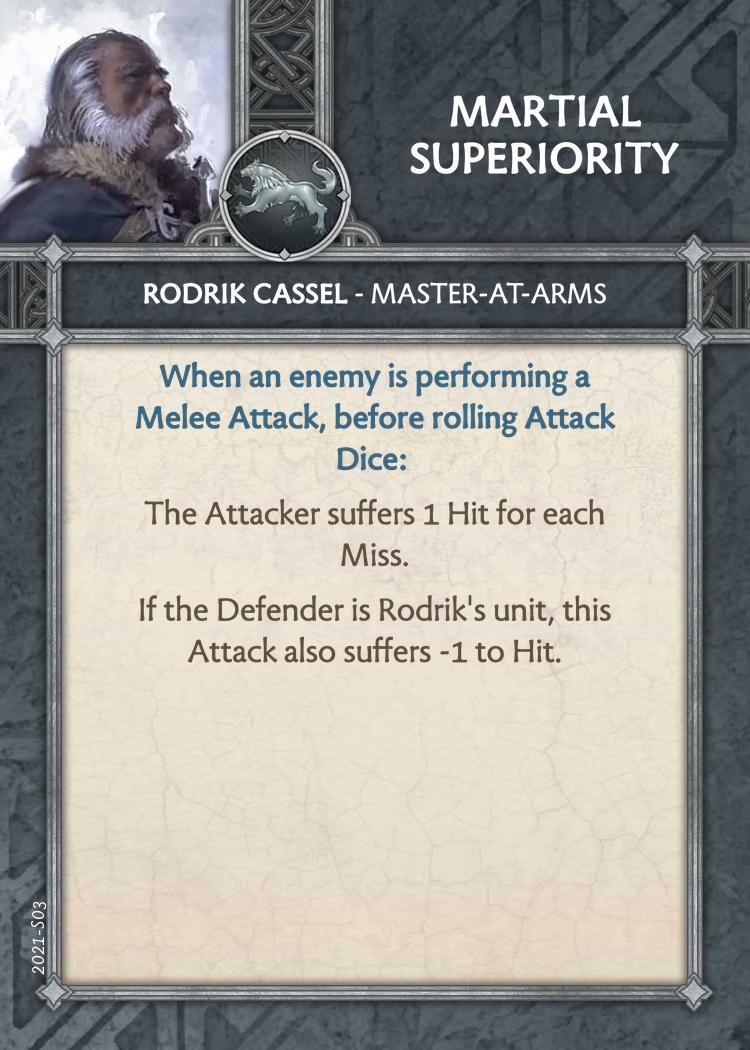 MARTIAL
SUPERIORITY
RODRIK CASSEL - MASTER-AT-ARMS
When an enemy is performing a
Melee Attack, before rolling Attack
Dice:
The Attacker suffers 1 Hit for each
Miss.
If the Defender is Rodrik's unit, this
Attack also suffers -1 to Hit.
2021-S03